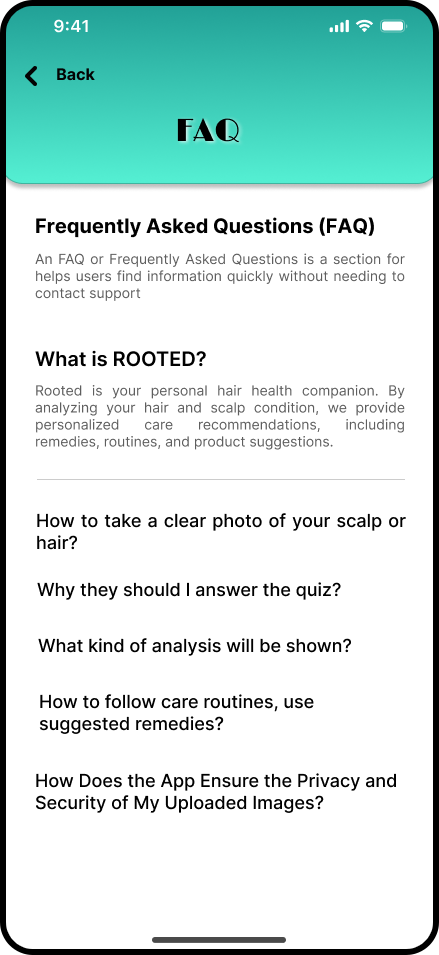 9:41
Back
FAQ
Frequently Asked Questions (FAQ)
An FAQ or Frequently Asked Questions is a section for
helps users find information quickly without needing to
contact support
What is ROOTED?
Rooted is your personal hair health companion. By
analyzing your hair and scalp condition, we provide
personalized care recommendations, including
remedies, routines, and product suggestions.
How to take a clear photo of your scalp or
hair?
Why they should I answer the quiz?
What kind of analysis will be shown?
How to follow care routines, use
suggested remedies?
How Does the App Ensure the Privacy and
Security of My Uploaded Images?